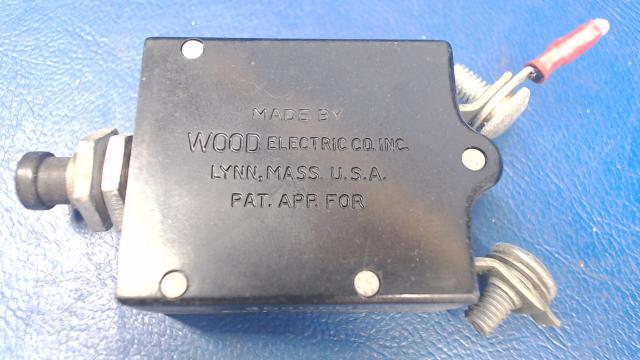 MADE BY
WOOD ELECTRIC CO. INC.
LYNN, MASS. U.S.A.
PAT. APP. FOR